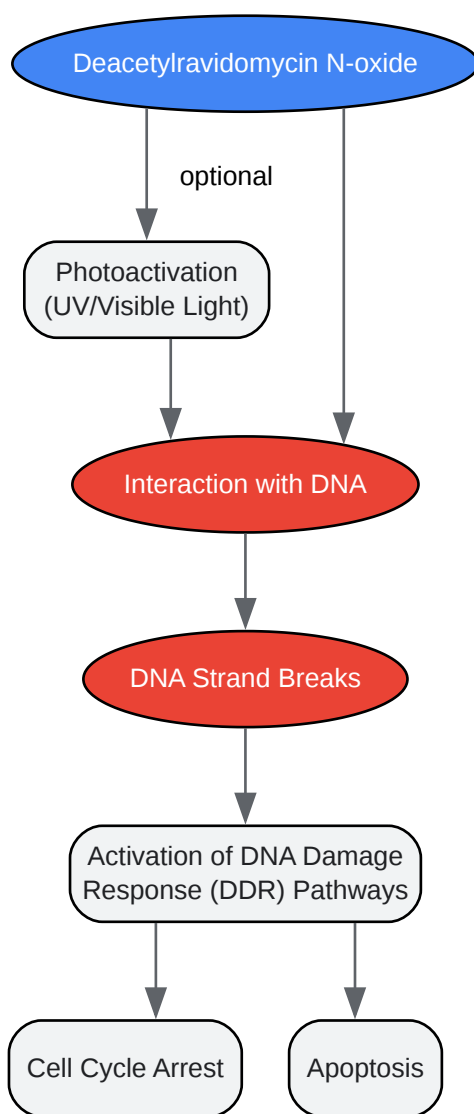 Deacetylravidomycin N-oxide
optional
Photoactivation
(UV/Visible Light)
Interaction with DNA
DNA Strand Breaks
Activation of DNA Damage
Response (DDR) Pathways
Cell Cycle Arrest
Apoptosis